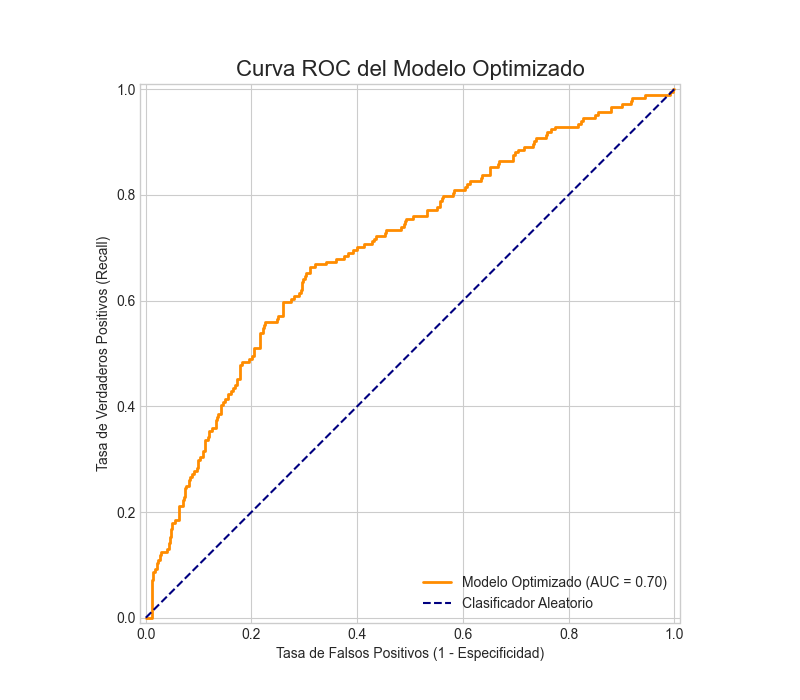 Curva ROC del Modelo Optimizado
1.0
0.8
0.6
0.4
0.2
0.0
Tasa de Verdaderos Positivos (Recall)
Modelo Optimizado (AUC = 0.70)
Clasificador Aleatorio
0.0 0.2 0.4 0.6 0.8 1.0
Tasa de Falsos Positivos (1 - Especificidad)